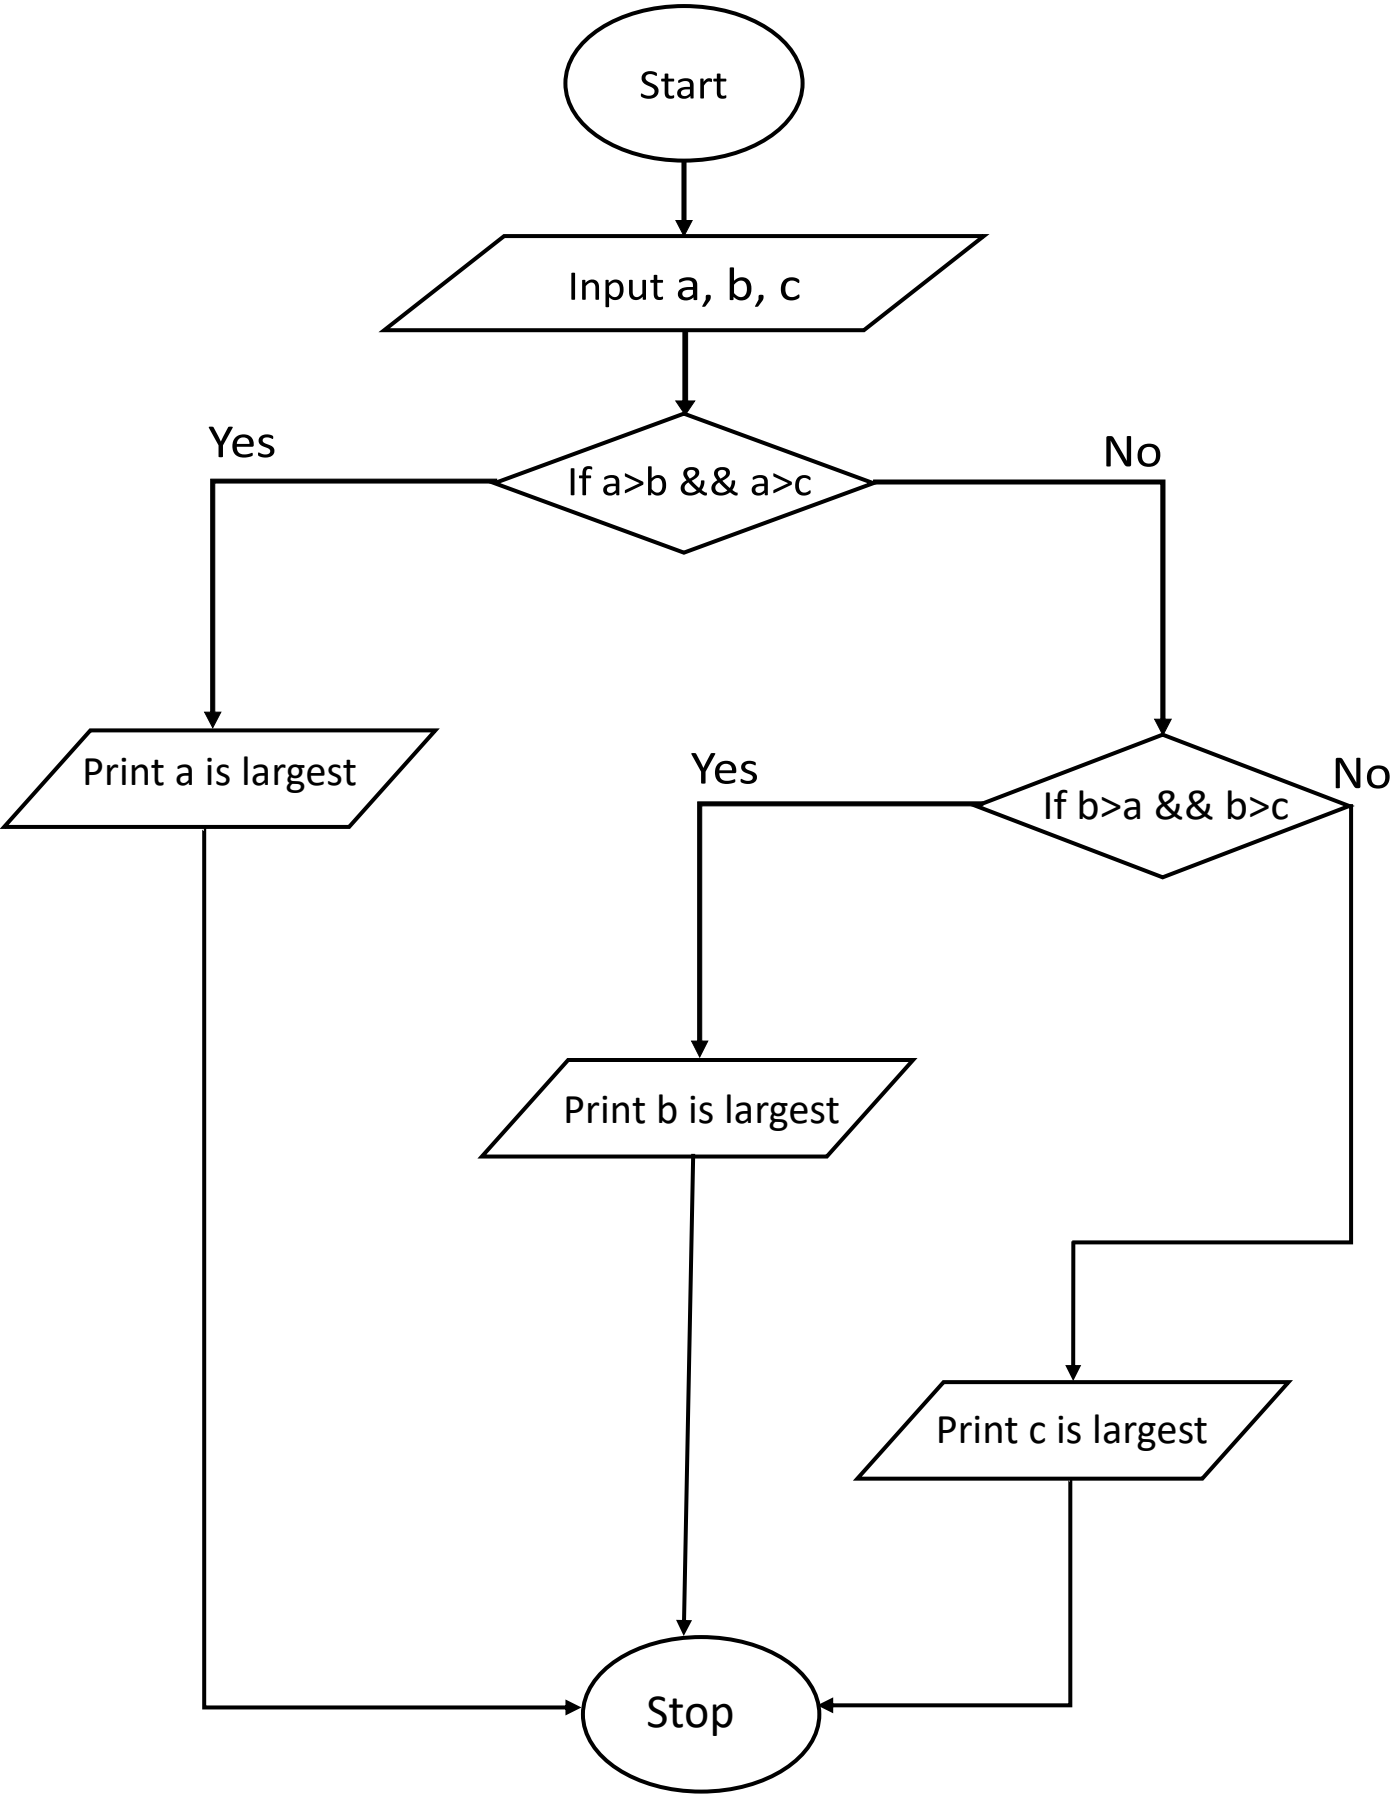 Start
Input a, b, c
Yes
No
If a>b && a>c
Print a is largest
Yes
No
If b>a && b>c
Print b is largest
Print c is largest
Stop